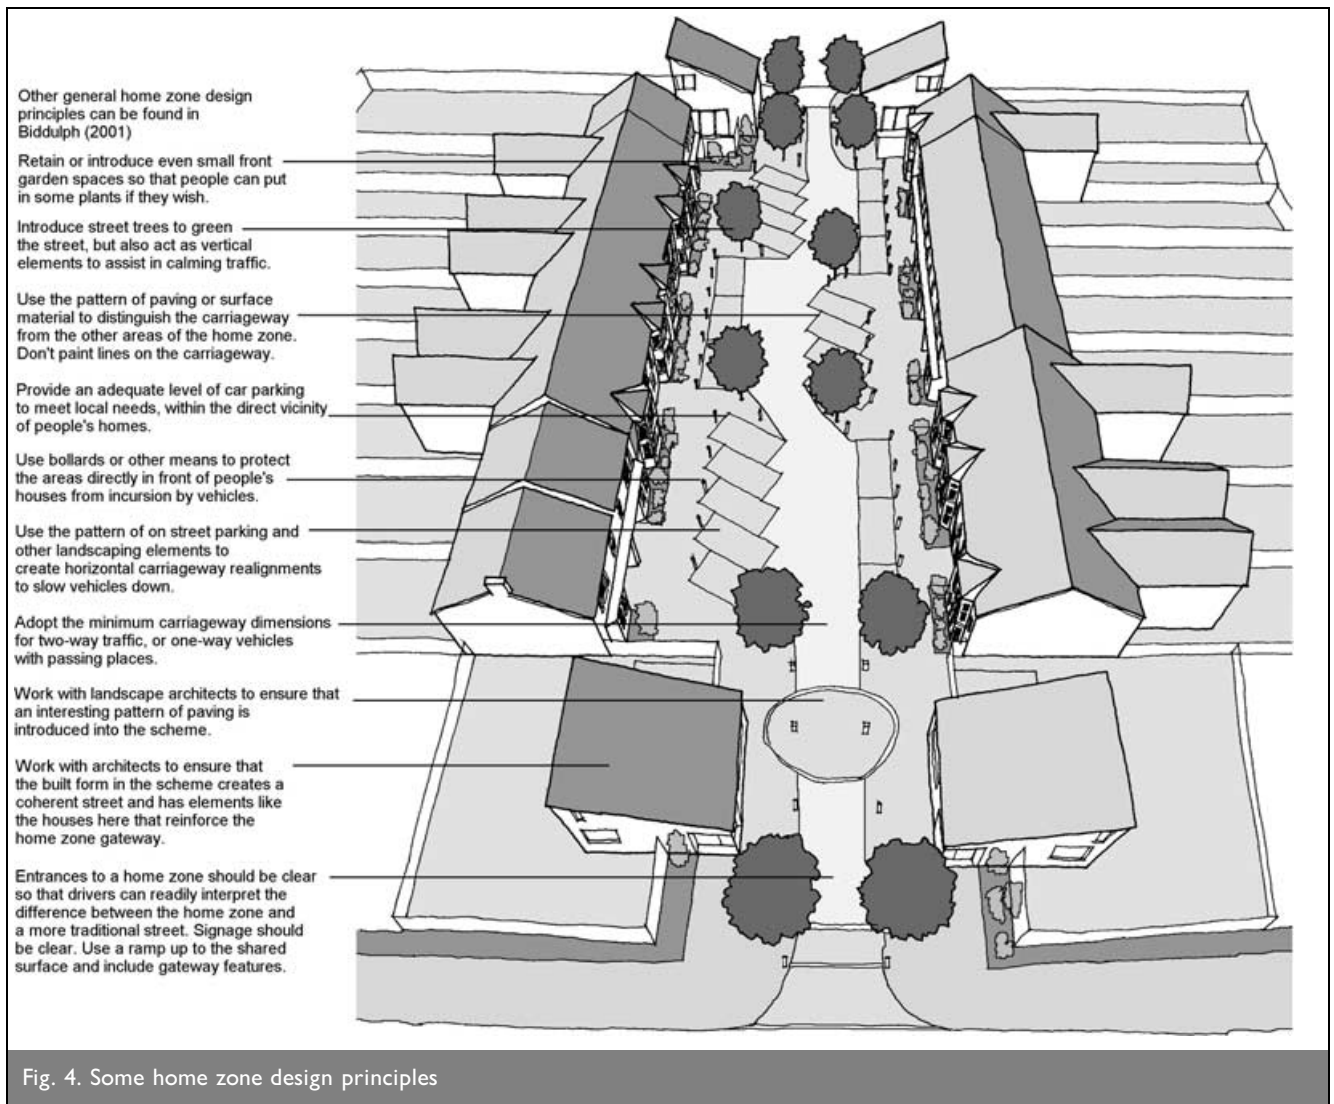 Other general home zone design
principles can be found in
Biddulph (2001)
Retain or introduce even small front
garden spaces so that people can put
in some plants if they wish.
Introduce street trees to green
the street, but also act as vertical
elements to assist in calming traffic.
Use the pattern of paving or surface
material to distinguish the carriageway
from the other areas of the home zone.
Don't paint lines on the carriageway.
Provide an adequate level of car parking
to meet local needs, within the direct vicinity
of people's homes.
Use bollards or other means to protect
the areas directly in front of people's
houses from incursion by vehicles.
Use the pattern of on street parking and
other landscaping elements to
create horizontal carriageway realignments
to slow vehicles down.
Adopt the minimum carriageway dimensions
for two-way traffic, or one-way vehicles
with passing places.
Work with landscape architects to ensure that
an interesting pattern of paving is
introduced into the scheme.
Work with architects to ensure that
the built form in the scheme creates a
coherent street and has elements like
the houses here that reinforce the
home zone gateway.
Entrances to a home zone should be clear
so that drivers can readily interpret the
difference between the home zone and
a more traditional street. Signage should
be clear. Use a ramp up to the shared
surface and include gateway features.
Fig. 4. Some home zone design principles